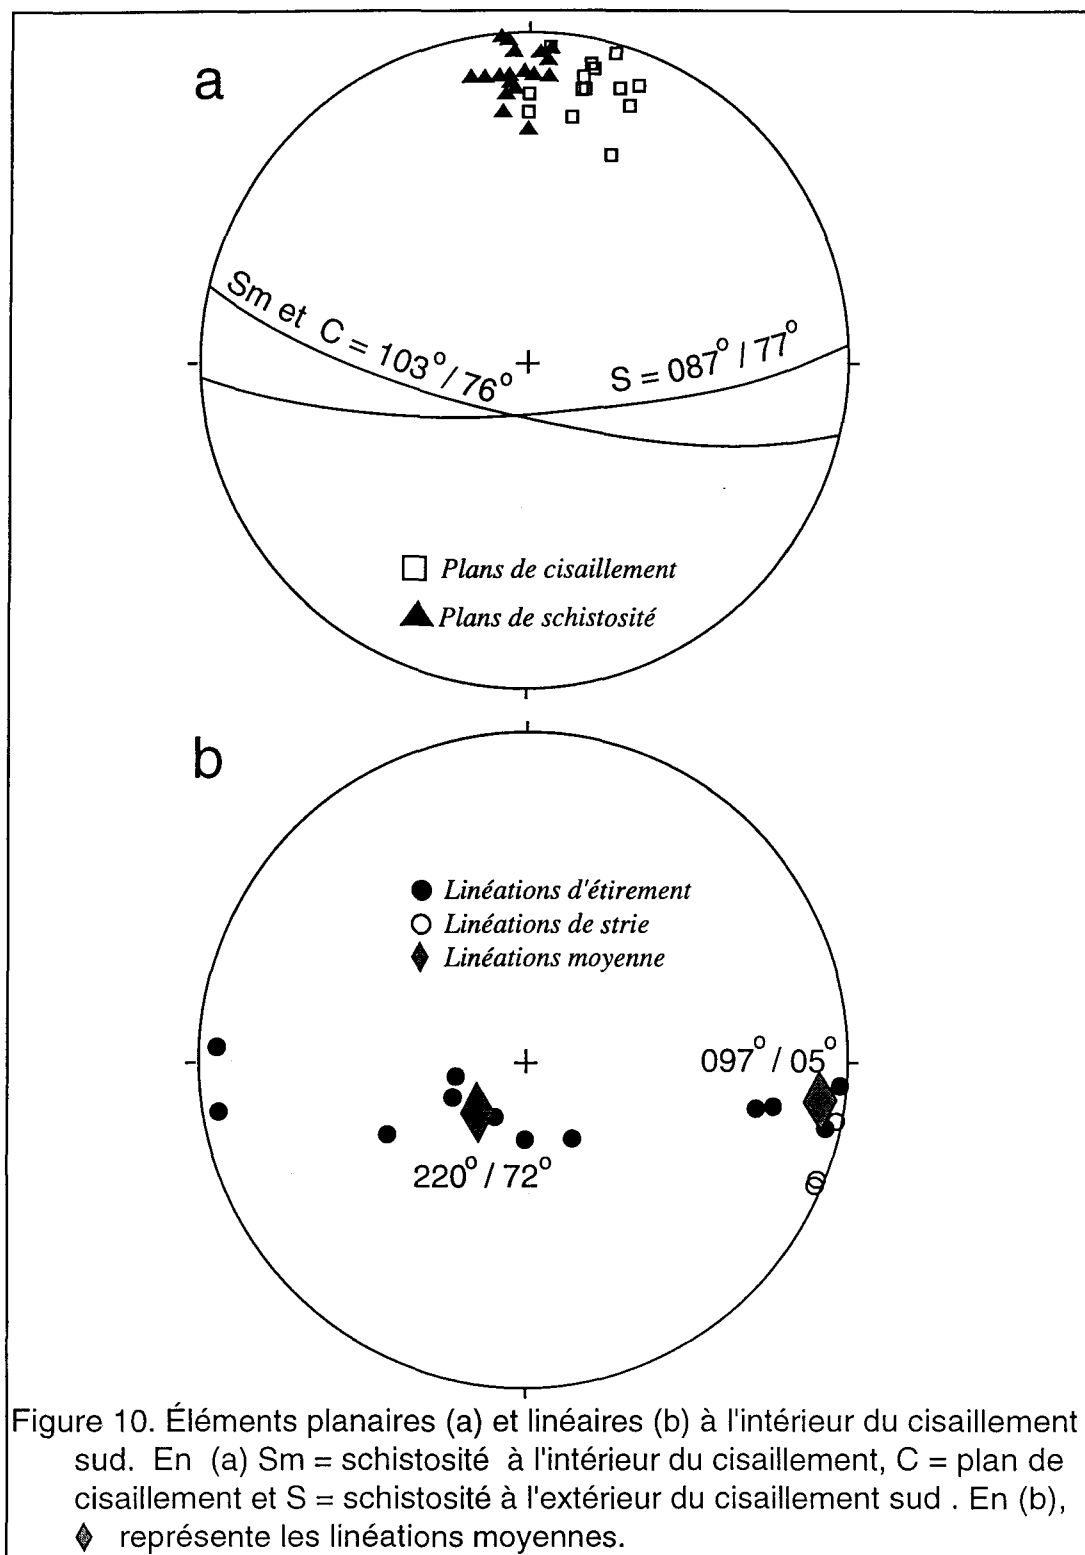 a
Sm et C = 103°/ 76°
S = 087° / 77°
Plans de cisaillement
Plans de schistosité
b
Linéations d'étirement
Linéations de strie
Linéations moyenne
097° / 05°
220° / 72°
Figure 10. Éléments planaires (a) et linéaires (b) à l'intérieur du cisaillement
sud. En (a) Sm = schistosité à l'intérieur du cisaillement, C = plan de
cisaillement et S = schistosité à l'extérieur du cisaillement sud . En (b),
♦ représente les linéations moyennes.